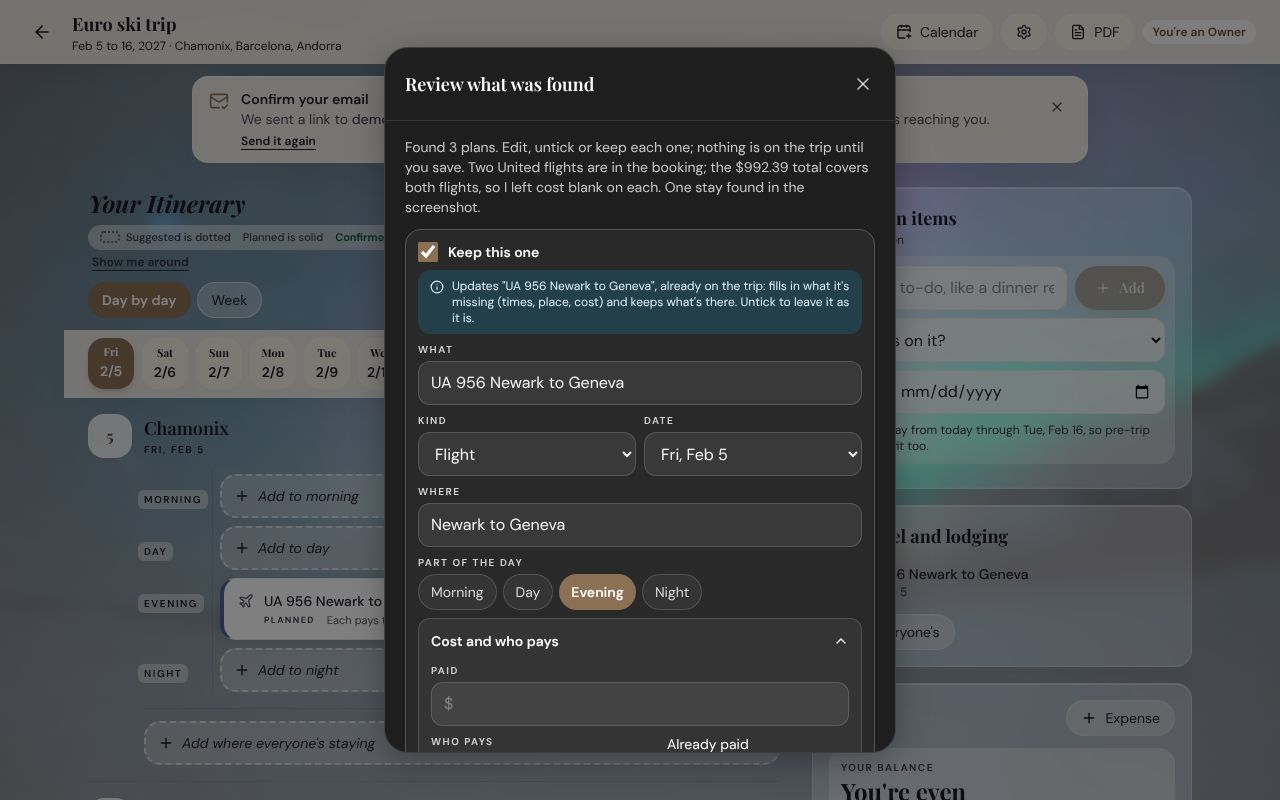 Euro ski trip
Feb 5 to 16, 2027 · Chamonix, Barcelona, Andorra
Calendar
PDF
You're an Owner
Confirm your email
We sent a link to
s reaching you.
Send it again
Your Itinerary
Suggested is dotted Planned is solid
Show me around
Day by day
Week
Fri 2/5
Sat 2/6
Sun 2/7
Mon 2/8
Tue 2/9
5
Chamonix
FRI, FEB 5
MORNING
Add to morning
DAY
Add to day
EVENING
UA 956 Newark to
PLANNED Each pays
NIGHT
Add to night
Add where everyone's staying
Review what was found
Found 3 plans. Edit, untick or keep each one; nothing is on the trip until
you save. Two United flights are in the booking; the $992.39 total covers
both flights, so I left cost blank on each. One stay found in the
screenshot.
Keep this one
Updates "UA 956 Newark to Geneva", already on the trip: fills in what it's
missing (times, place, cost) and keeps what's there. Untick to leave it as
it is.
WHAT
UA 956 Newark to Geneva
KIND
DATE
Flight
Fri, Feb 5
WHERE
Newark to Geneva
PART OF THE DAY
Morning
Day
Evening
Night
Cost and who pays
PAID
$
WHO PAYS
Already paid
items
to-do, like a dinner
Add
on it?
mm/dd/yyyy
from today through Tue, Feb 16, so pre-trip
it too.
and lodging
Newark to Geneva
5
Expense
YOUR BALANCE
You're even